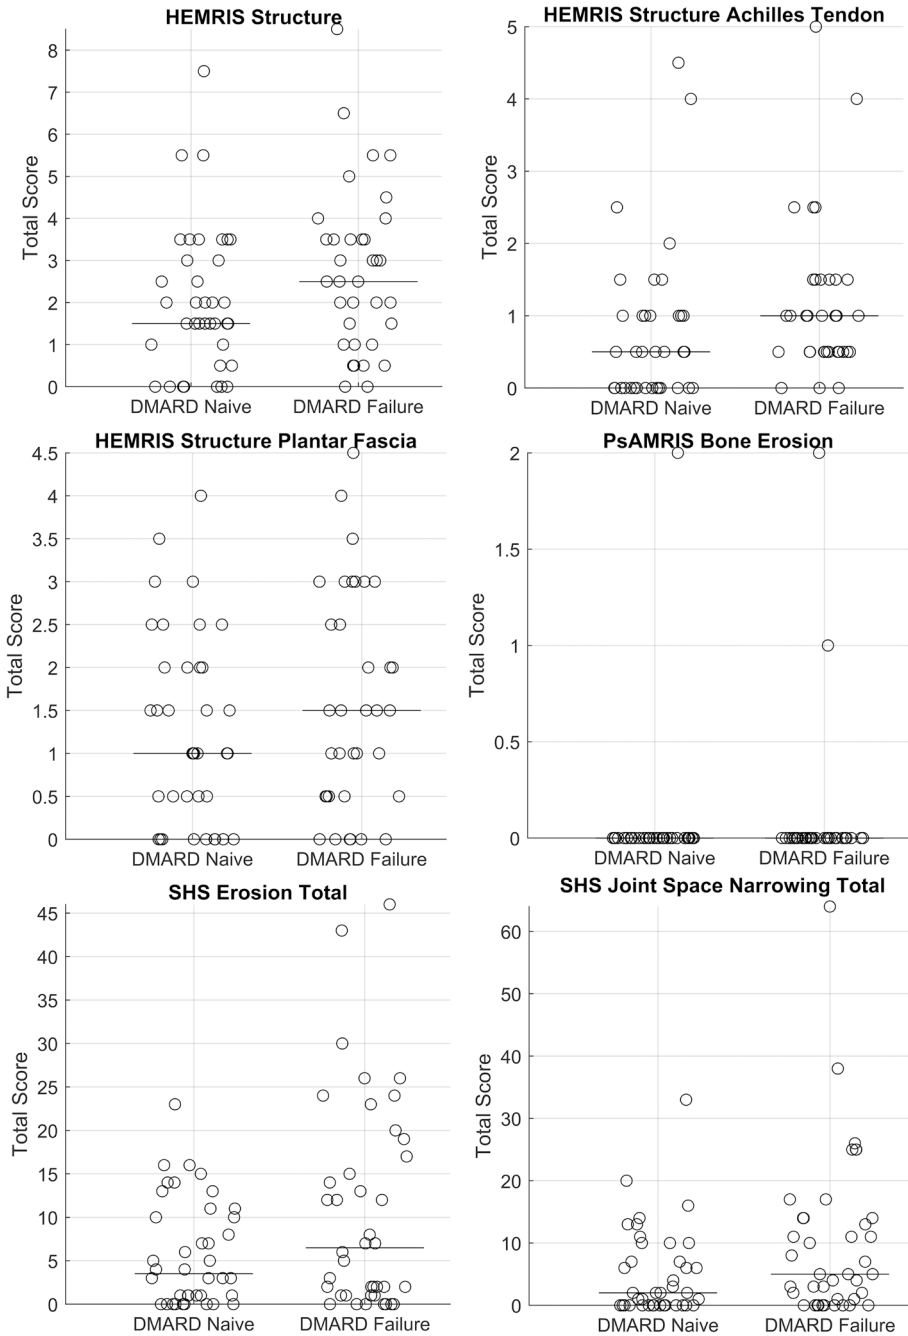 HEMRIS Structure
8
7
6
5
4
3
2
1
0
Total Score
DMARD Naive DMARD Failure
HEMRIS Structure Achilles Tendon
5
4
3
2
1
0
Total Score
DMARD Naive DMARD Failure
HEMRIS Structure Plantar Fascia
4.5
4
3.5
3
2.5
2
1.5
1
0.5
0
Total Score
DMARD Naive DMARD Failure
PsAMRIS Bone Erosion
2
1.5
1
0.5
0
Total Score
DMARD Naive DMARD Failure
SHS Erosion Total
45
40
35
30
25
20
15
10
5
0
Total Score
DMARD Naive DMARD Failure
SHS Joint Space Narrowing Total
60
50
40
30
20
10
0
Total Score
DMARD Naive DMARD Failure